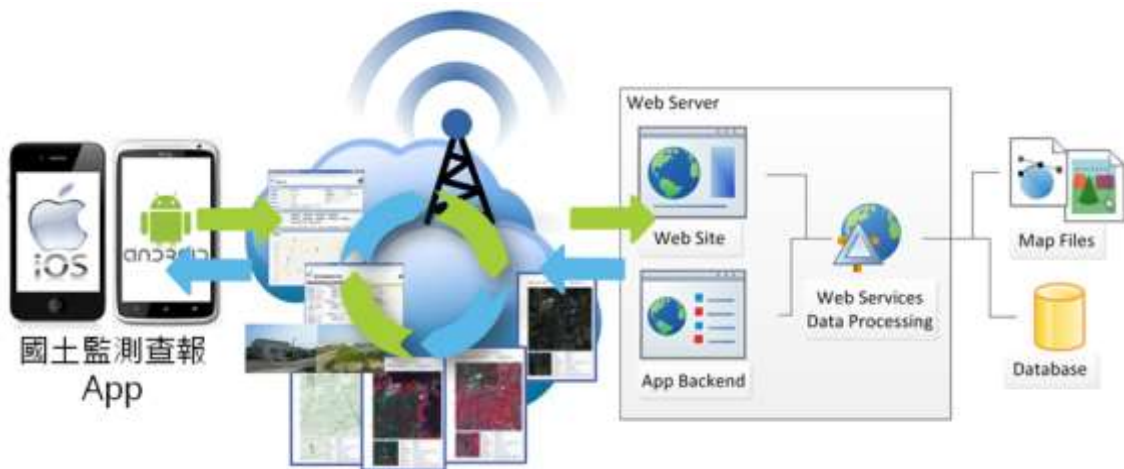 iOS
android
國土監測查報
App
Web Server
Web Site
App Backend
Web Services
Data Processing
Map Files
Database